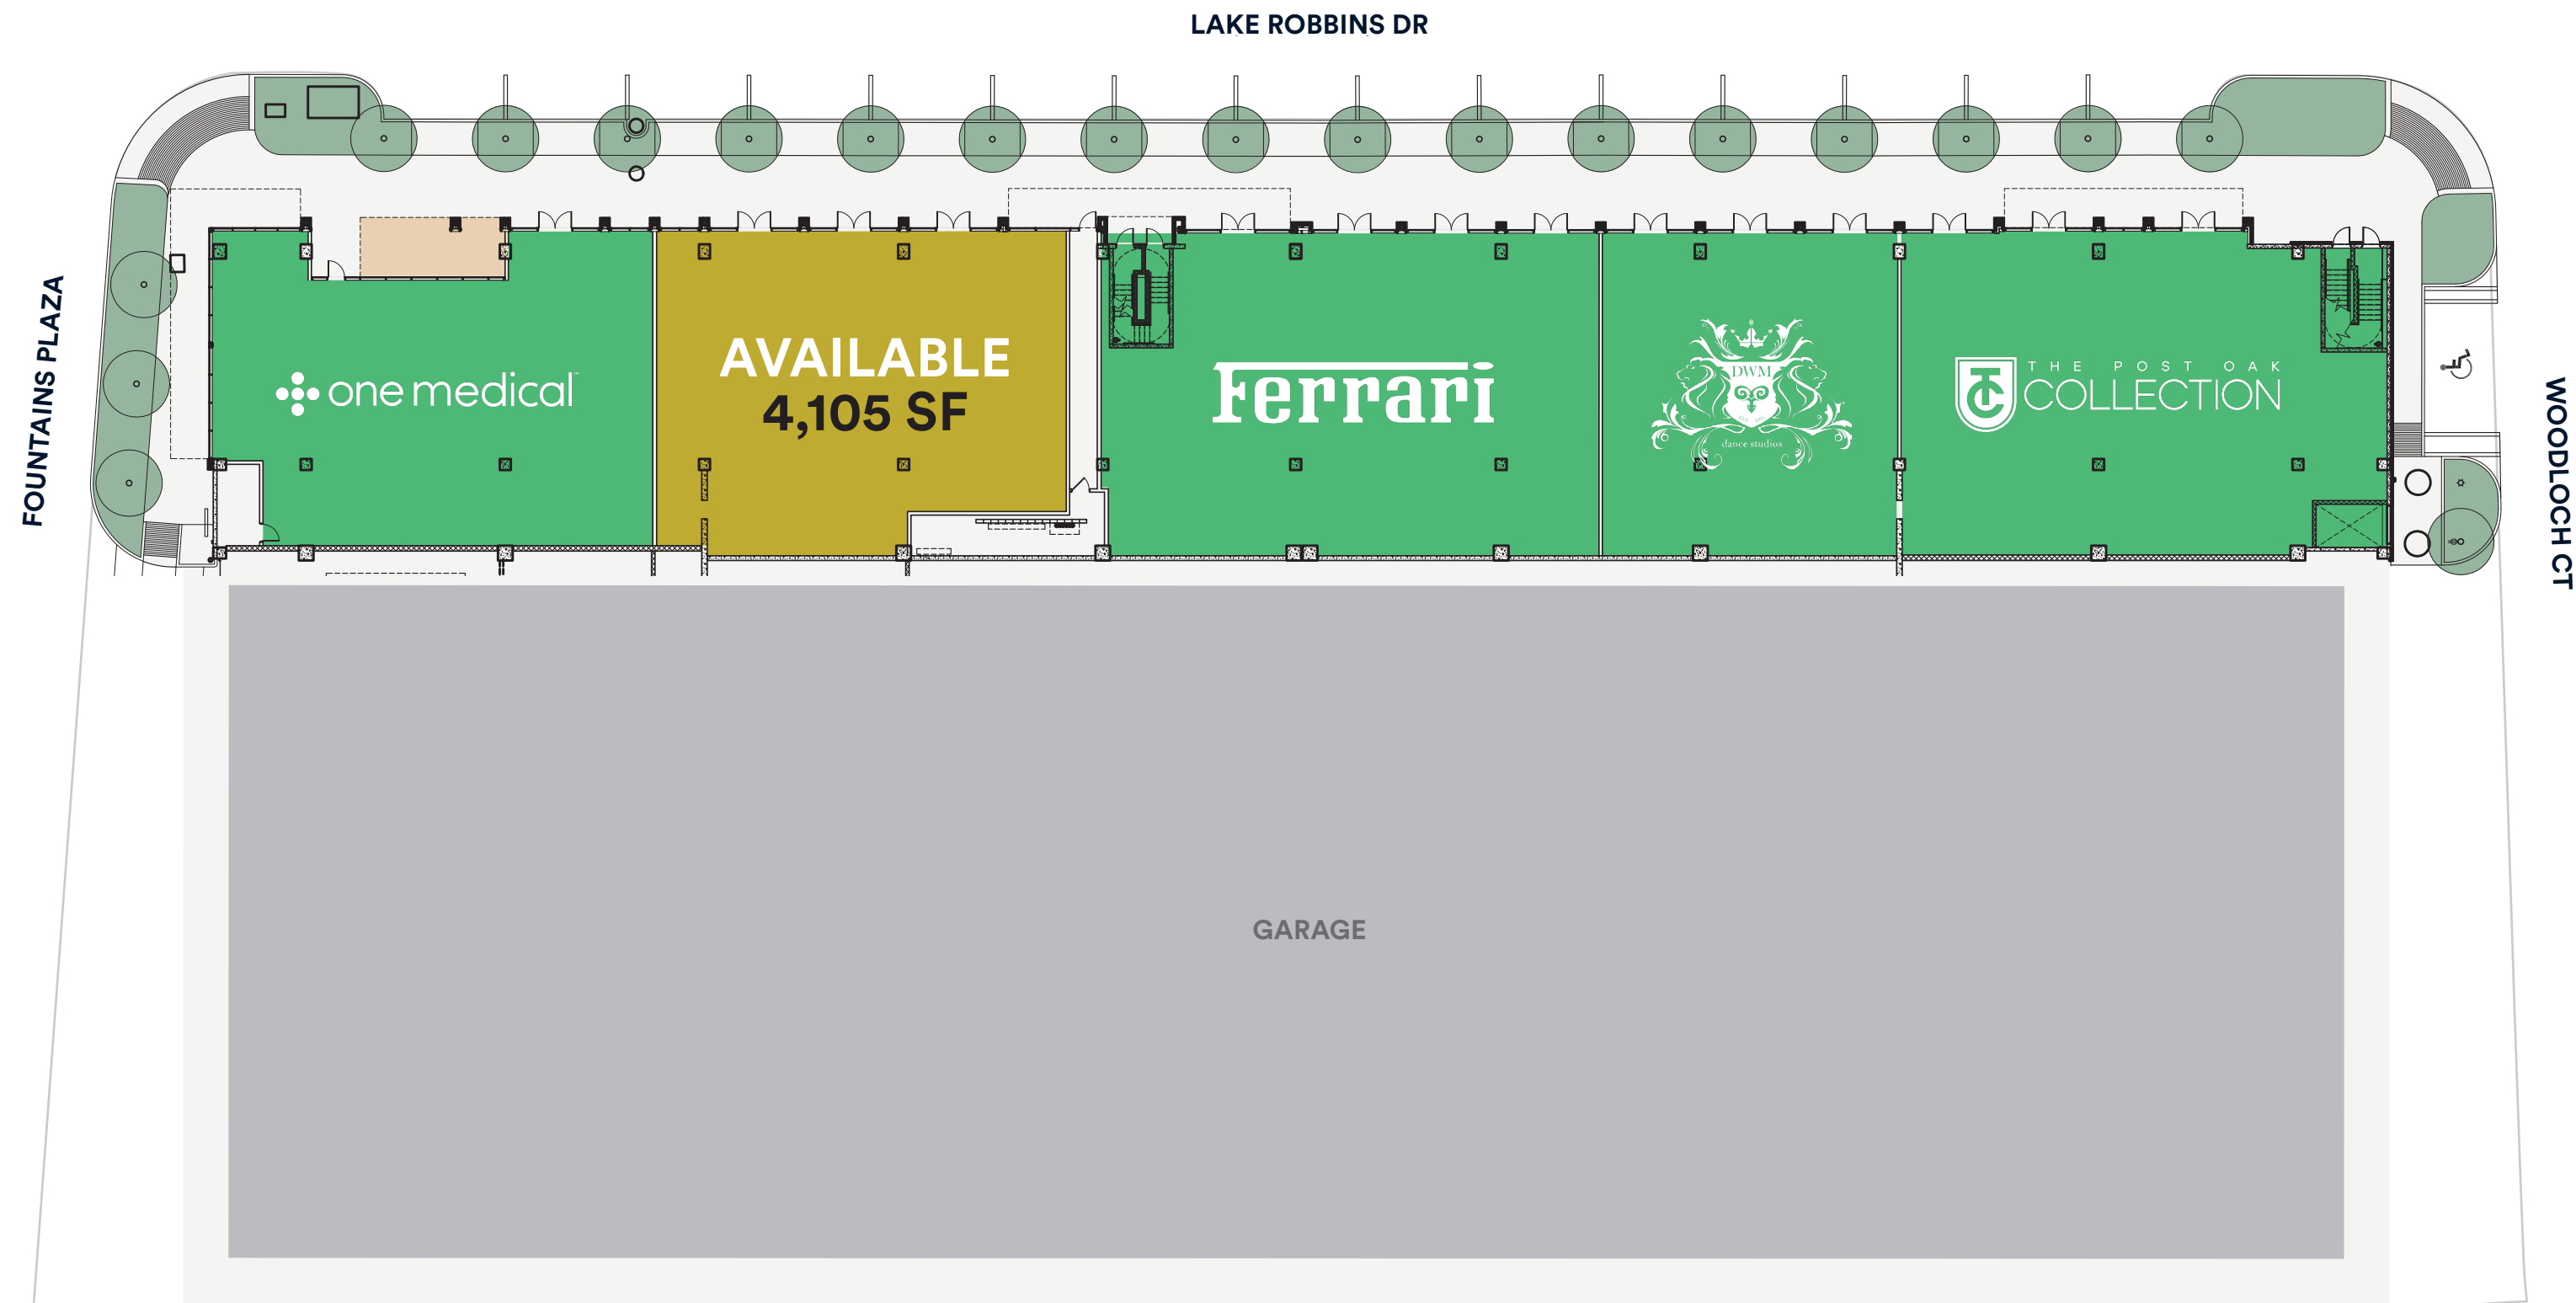 LAKE ROBBINS DR
FOUNTAINS PLAZA
one medical
AVAILABLE
4,105 SF
Ferrari
DWM
dance studios
TC
THE POST OAK
COLLECTION
WOODLOCH CT
GARAGE